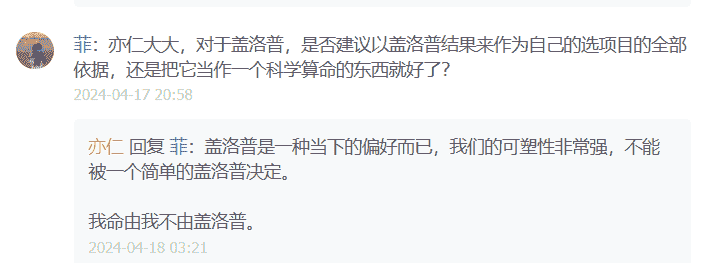 菲：亦仁大大，对于盖洛普，是否建议以盖洛普结果来作为自己的选项目的全部
依据，还是把它当作一个科学算命的东西就好了？
2024-04-17 20:58
亦仁 回复 菲：盖洛普是一种当下的偏好而已，我们的可塑性非常强，不能
被一个简单的盖洛普决定。
我命由我不由盖洛普。
2024-04-18 03:21